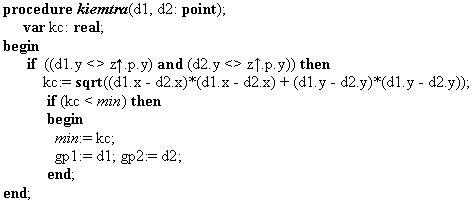 procedure kiemtra(d1, d2: point);
var kc: real;
begin
if ((d1.y <> z↑.p.y) and (d2.y <> z↑.p.y)) then
kc:= sqrt((d1.x - d2.x)*(d1.x - d2.x) + (d1.y - d2.y)*(d1.y - d2.y));
if (kc < min) then
begin
min:= kc;
gp1:= d1; gp2:= d2;
end;
end;